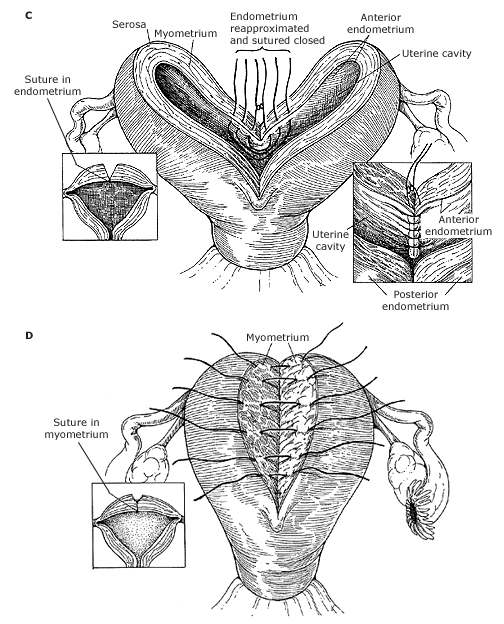 C
Serosa
Myometrium
Endometrium
reapproximated
and sutured closed
Anterior
endometrium
Uterine cavity
Suture in
endometrium
Anterior
endometrium
Uterine
cavity
Posterior
endometrium
D
Myometrium
Suture in
myometrium